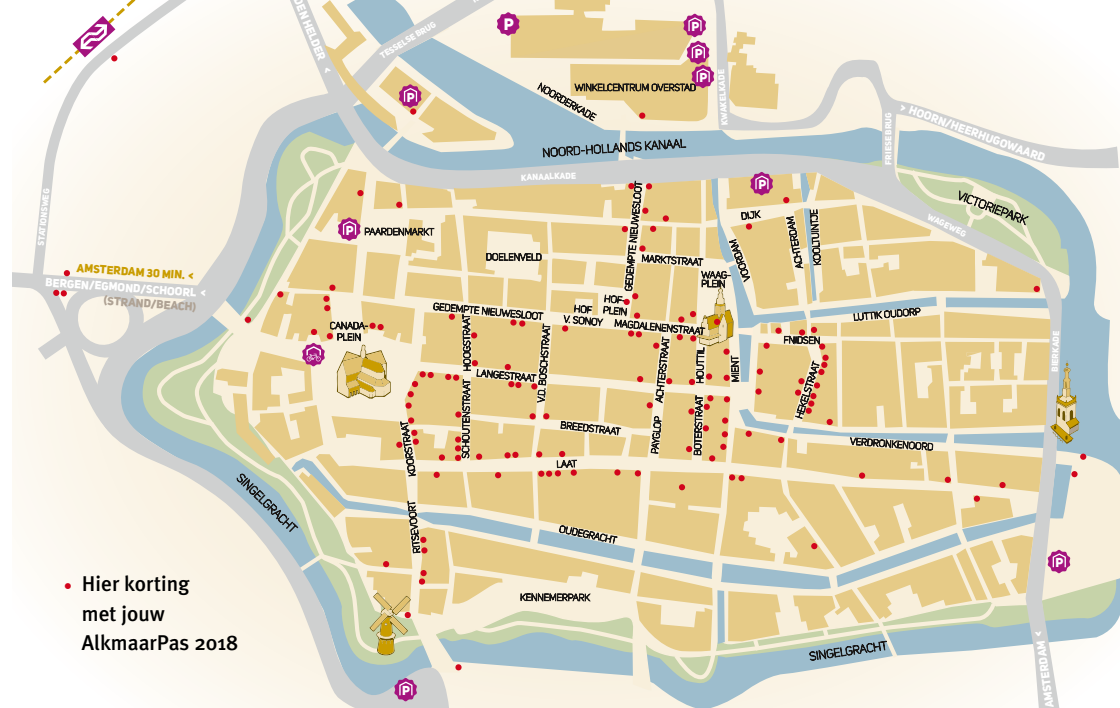 DEN HELDER <
TESSELSE BRUG
P
P
P
P
P
WINKELCENTRUM OVERSTAD
NOORDERKADE
KWAKELKADE
> HOORN/HEERHUGOWAARD
FRIESEBRUG
NOORD-HOLLANDS KANAAL
KANAALKADE
STATIONSWEG
P
P
PAARDENMARKT
VICTORIEPARK
WAGEWEG
DIJK
VOORDAM
ACHTERDAM
KOOLTUINTJE
GEDEMPTE NIEUWESLOOT
DOELENVELD
MARKTSTRAAT
WAAG-
PLEIN
AMSTERDAM 30 MIN. <
BERGEN/EGMOND/SCHOORL <
(STRAND/BEACH)
GEDEMPTE NIEUWESLOOT
HOF
V. SONOY
HOF-
PLEIN
MAGDALENENSTRAAT
LUTTIK OUDORP
CANADA-
PLEIN
FNIDSEN
BIERKADE
HOOGSTRAAT
LANGESTRAAT
V.D. BOSCHSTRAAT
ACHTERSTRAAT
HOUTTIL
MIENT
HEKELSTRAAT
SCHOUTENSTRAAT
KOORSTRAAT
BREEDSTRAAT
PAYGLOP
BOTERSTRAAT
VERDRONKENOORD
LAAT
SINGELGRACHT
RITSEVOORT
OUDEGRACHT
P
KENNEMERPARK
SINGELGRACHT
AMSTERDAM <
P
Hier korting
met jouw
AlkmaarPas 2018